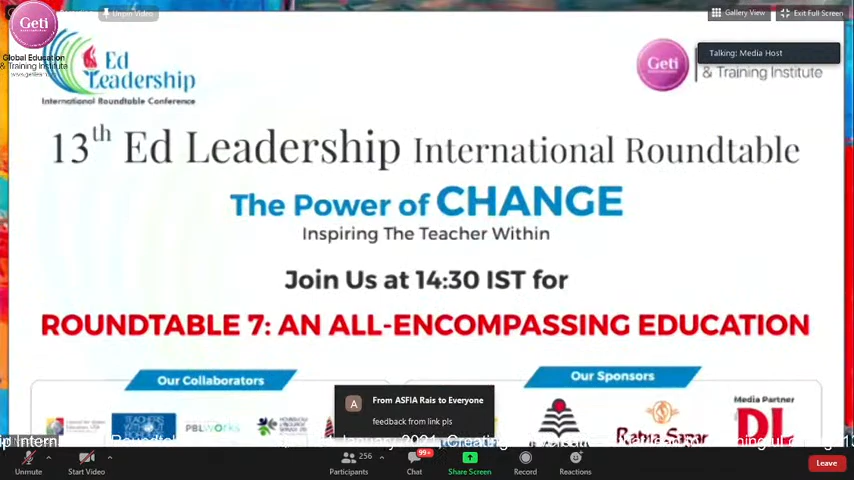 Geti
Global Education
& Training Institute
Unpin Video
Gallery View
Exit Full Screen
Ed
Leadership
International Roundtable Conference
Geti
& Training Institute
Talking: Media Host
13th Ed Leadership International Roundtable
The Power of CHANGE
Inspiring The Teacher Within
Join Us at 14:30 IST for
ROUNDTABLE 7: AN ALL-ENCOMPASSING EDUCATION
Our Collaborators
Our Sponsors
From ASFIA Rais to Everyone
feedback from link pls
A
PBLWorks
Media Partner
Unmute
Start Video
Participants
256
Chat
99+
Share Screen
Record
Reactions
Leave